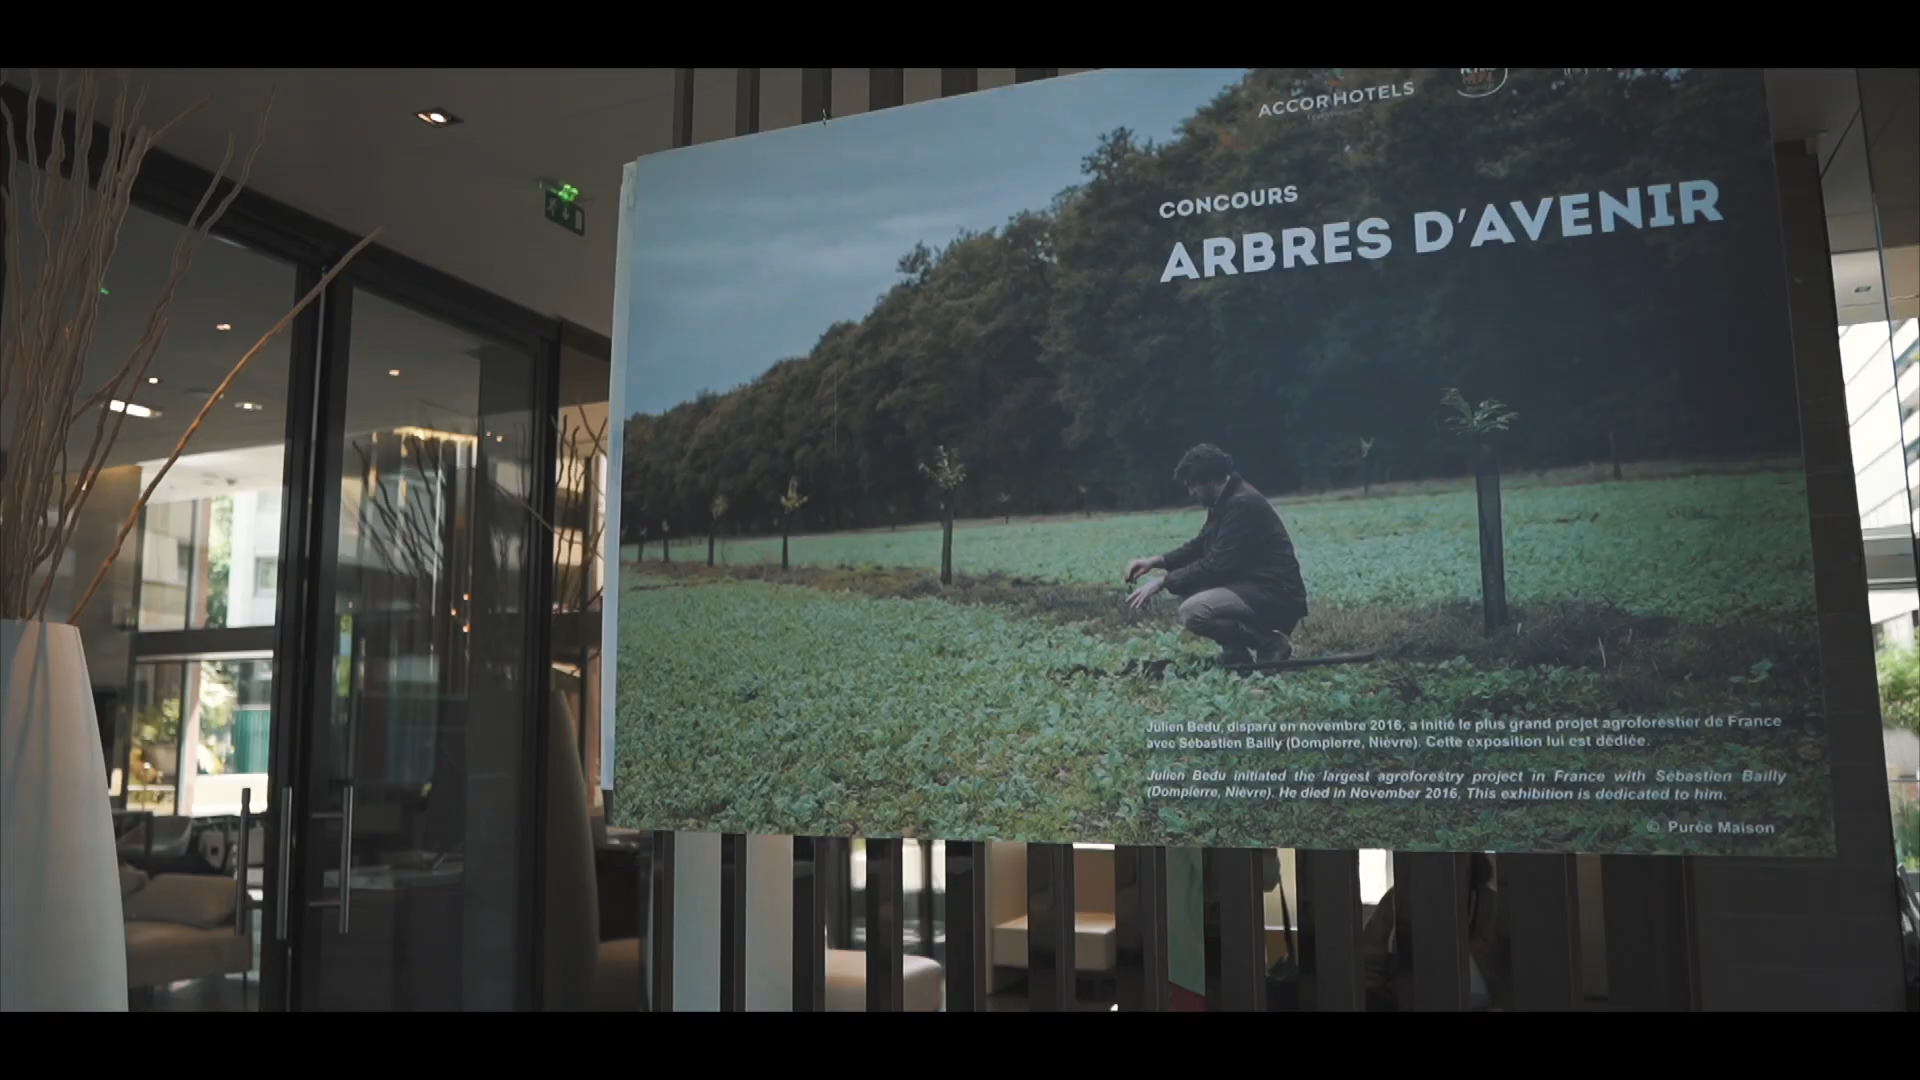 ACCORHOTELS
CONCOURS
ARBRES D'AVENIR
Julien Bedu, disparu en novembre 2016, a initié le plus grand projet agroforestier de France
avec Sébastien Bailly (Dompierre, Nièvre). Cette exposition lui est dédiée.
Julien Bedu initiated the largest agroforestry project in France with Sébastien Bailly
(Dompierre, Nièvre). He died in November 2016. This exhibition is dedicated to him.
© Purée Maison